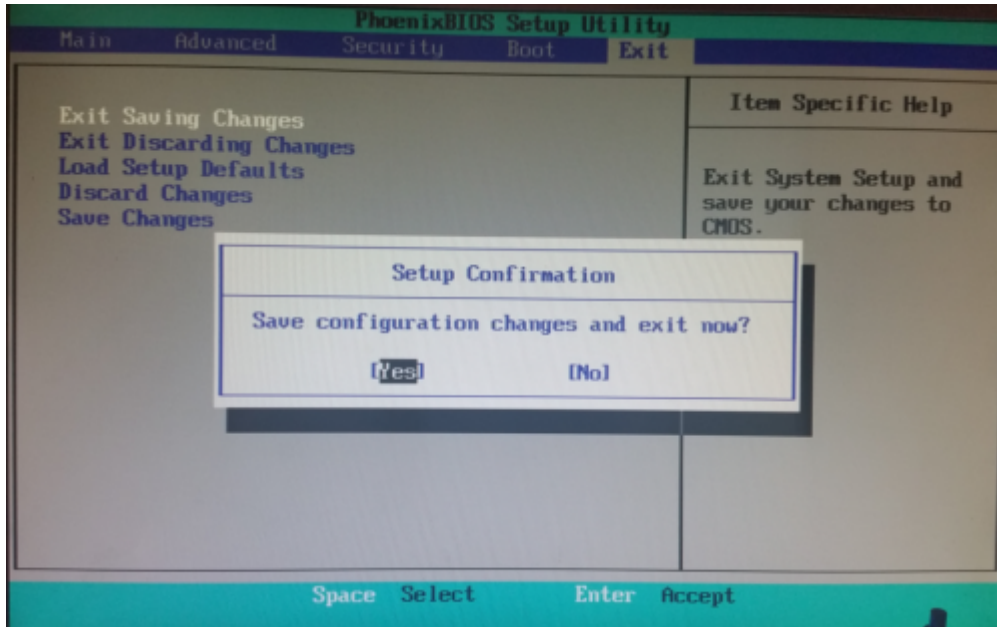 PhoenixBIOS Setup Utility
Main Advanced Security Boot Exit
Item Specific Help
Exit Saving Changes
Exit Discarding Changes
Load Setup Defaults
Discard Changes
Save Changes
Exit System Setup and
save your changes to
CMOS.
Setup Confirmation
Save configuration changes and exit now?
[Yes] [No]
Space Select Enter Accept